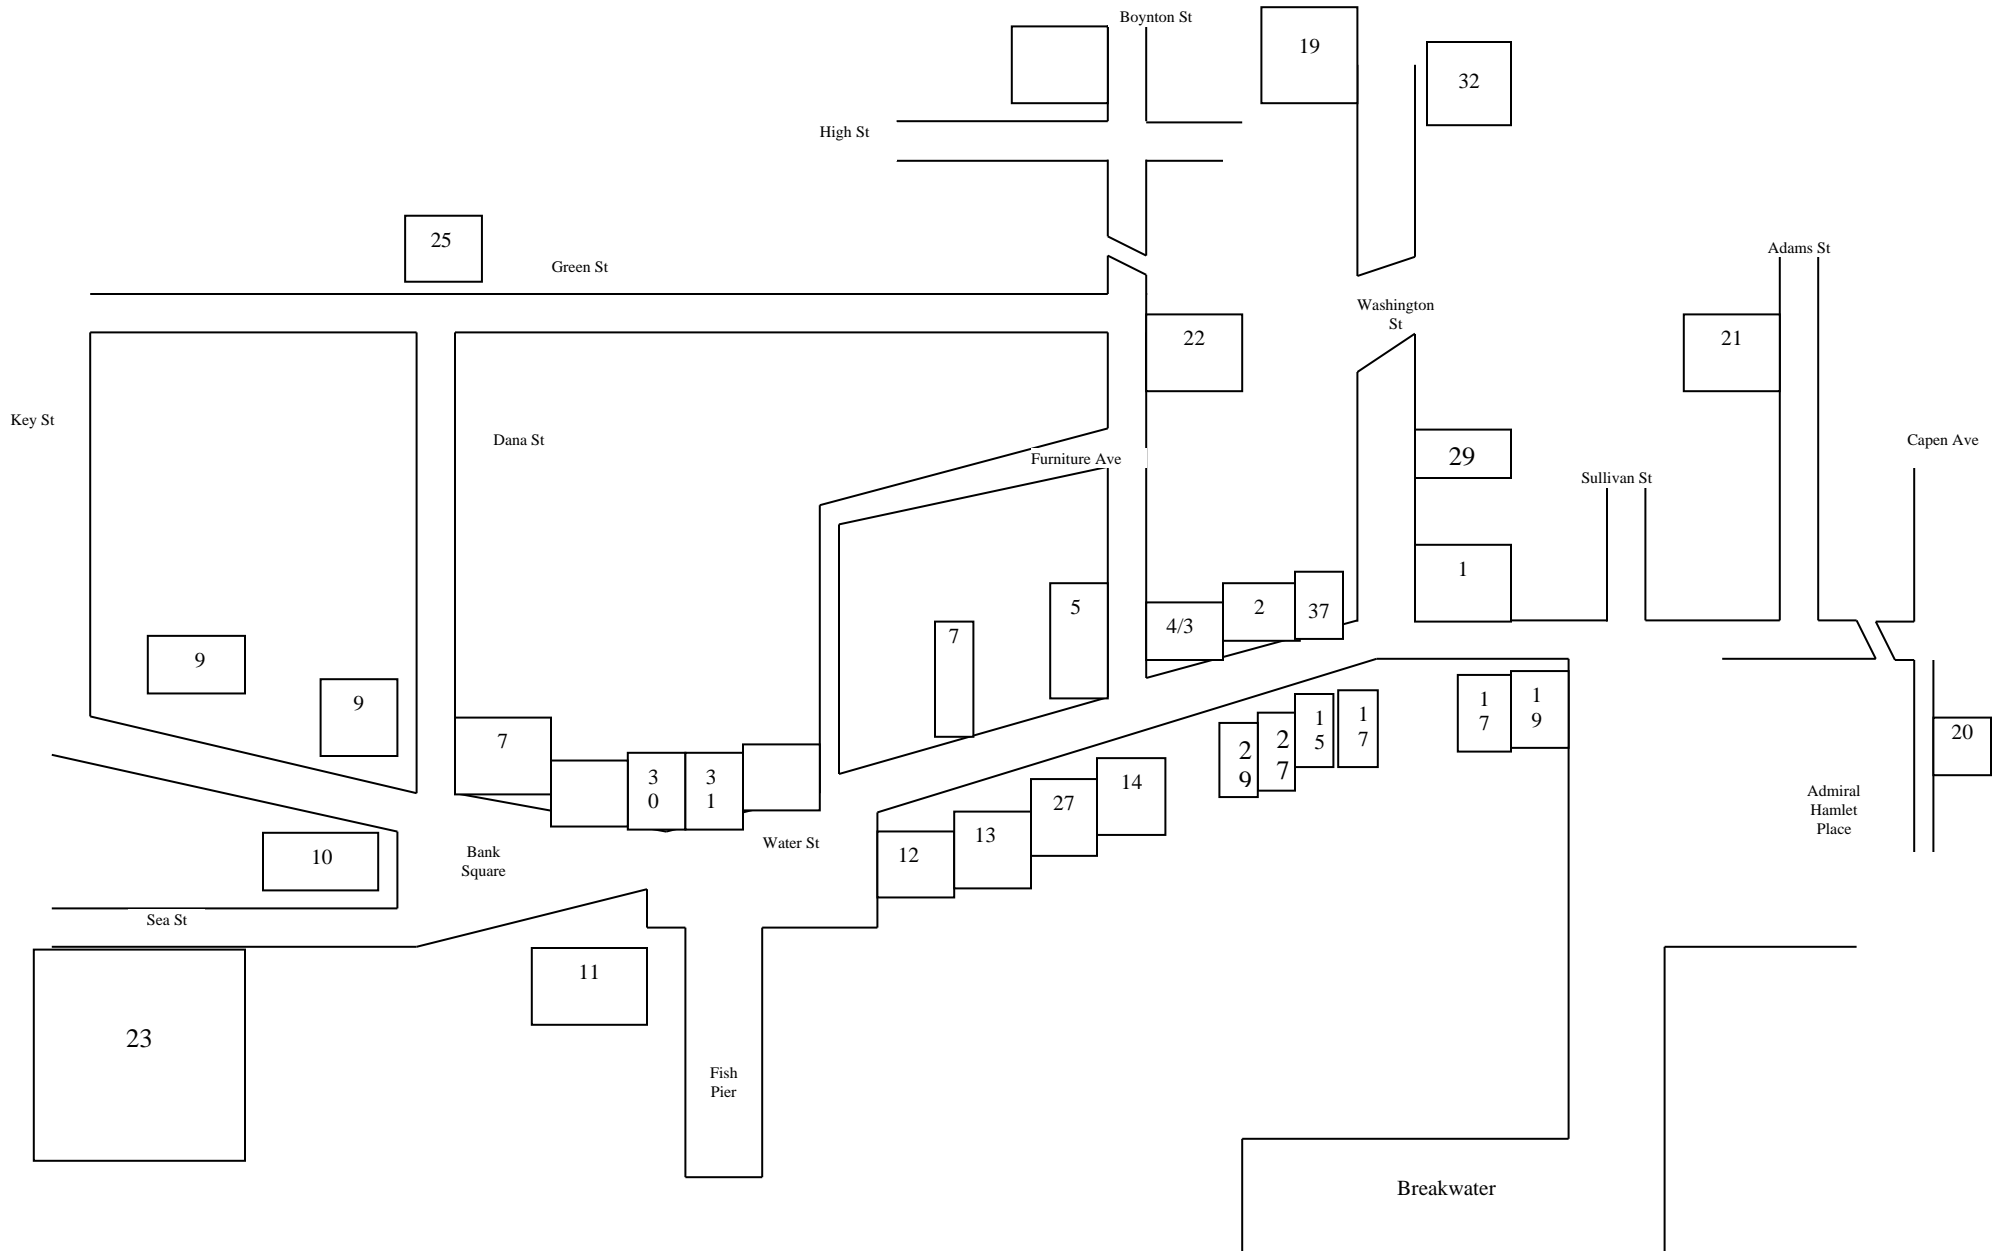 Boynton St
19
32
High St
25
Green St
Adams St
Washington
St
22
21
Key St
Dana St
Capen Ave
Furniture Ave
29
Sullivan St
1
5
2
37
4/3
7
9
9
1
7
1
9
1
5
1
7
2
9
2
7
20
7
3
0
3
1
14
27
13
12
Water St
Bank
Square
10
Admiral
Hamlet
Place
Sea St
11
23
Fish
Pier
Breakwater